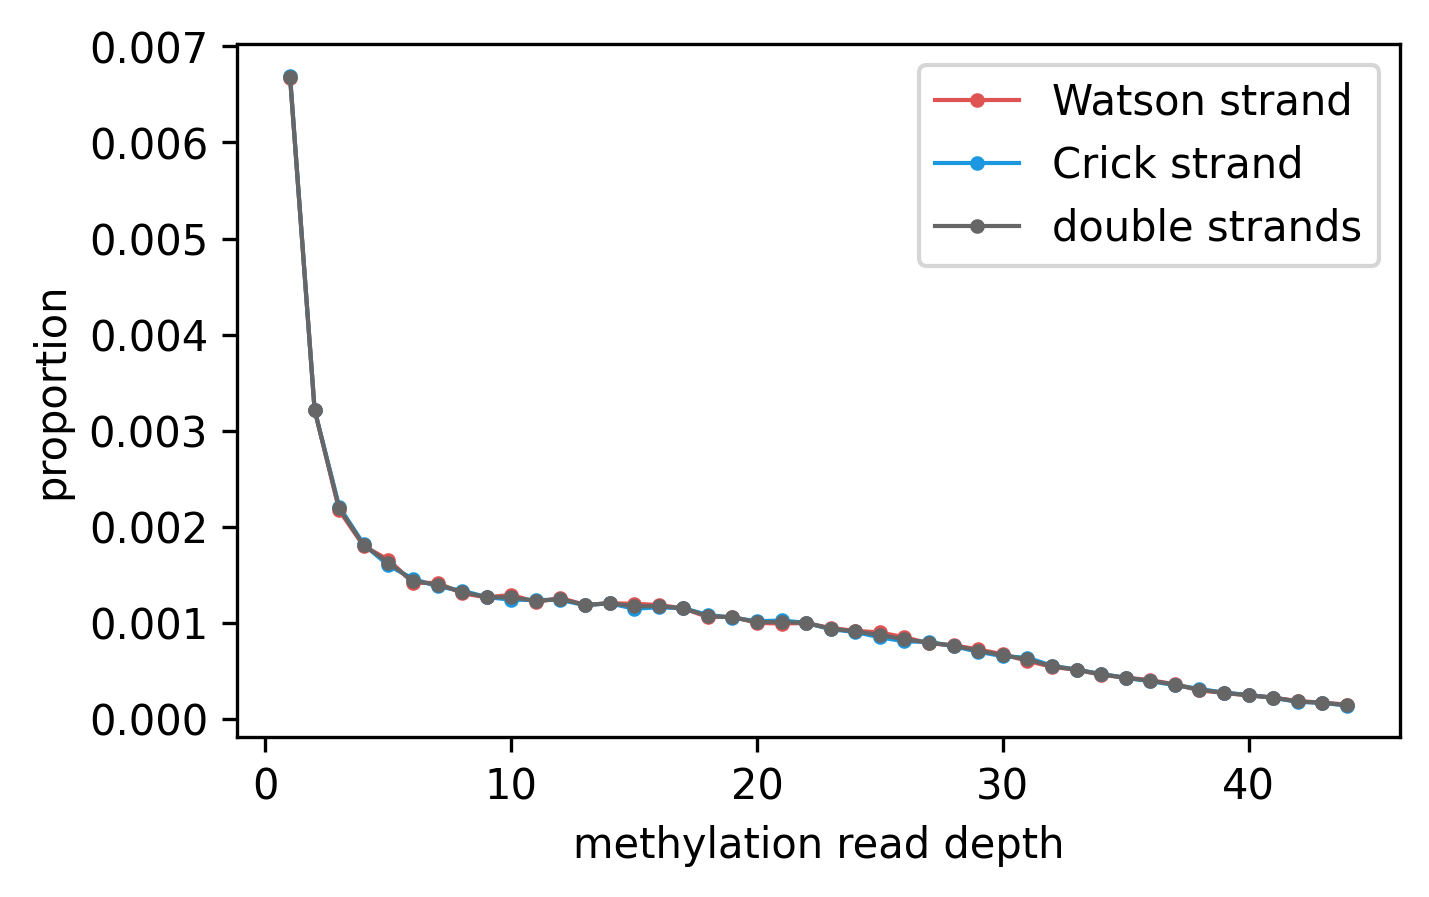 0.007
0.006
0.005
0.004
0.003
0.002
0.001
0.000
proportion
Watson strand
Crick strand
double strands
0 10 20 30 40
methylation read depth